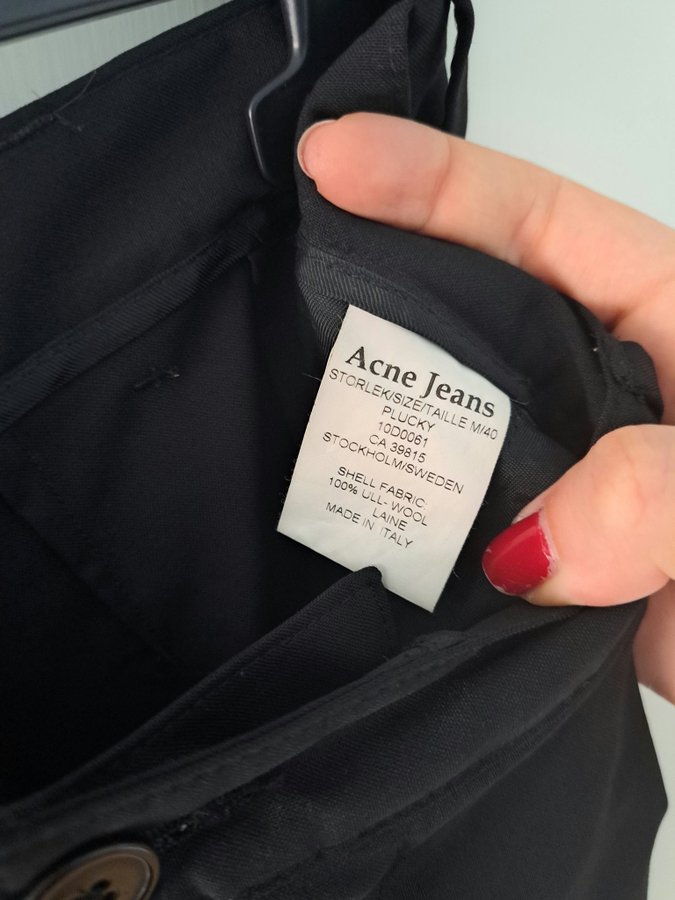 Acne Jeans
STORLEK/SIZE/TAILLE M/40
PLUCKY
10D0061
CA 39815
STOCKHOLM/SWEDEN
SHELL FABRIC:
100% ULL- WOOL
LAINE
MADE IN ITALY